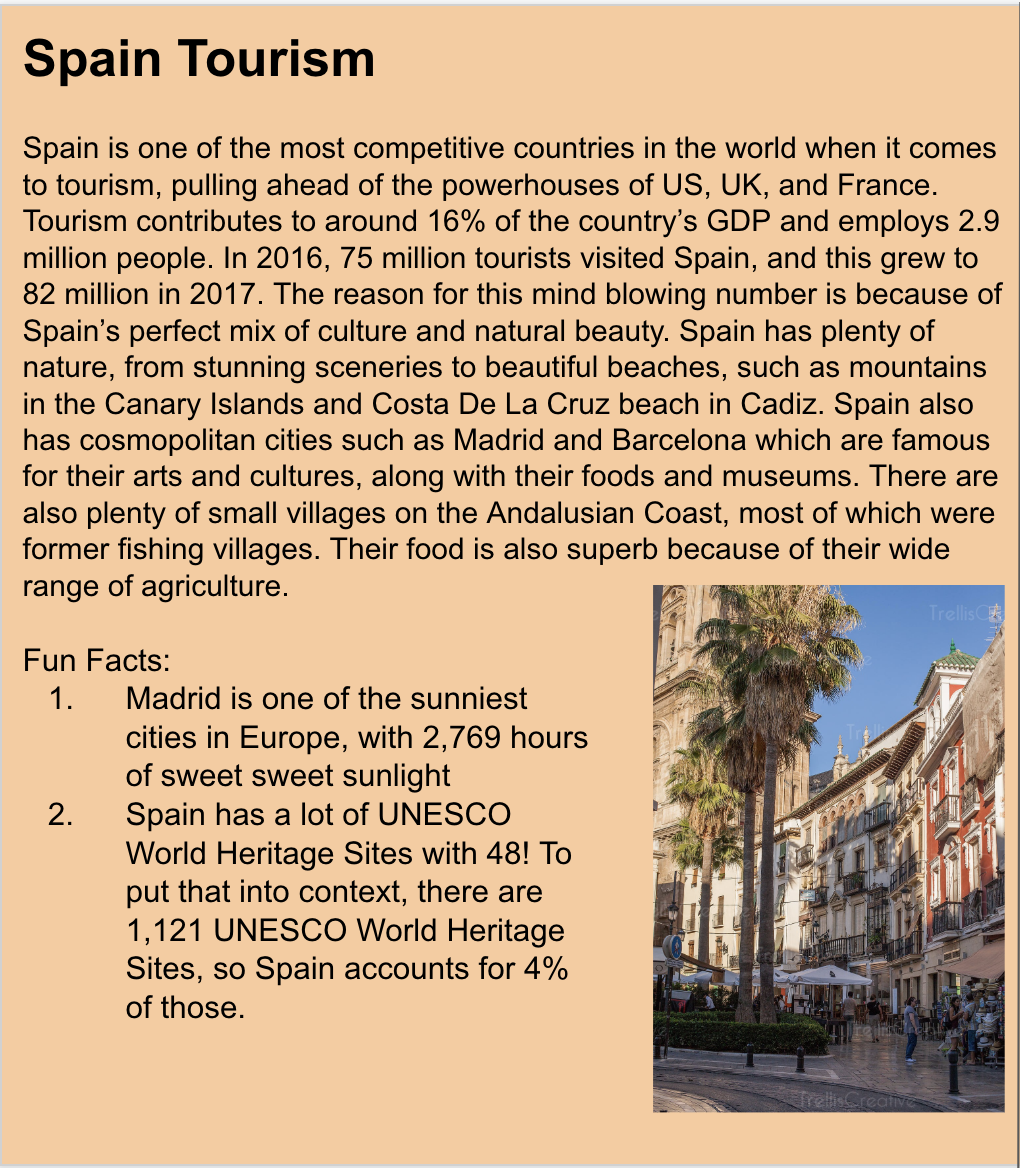 Spain Tourism
Spain is one of the most competitive countries in the world when it comes
to tourism, pulling ahead of the powerhouses of US, UK, and France.
Tourism contributes to around 16% of the country’s GDP and employs 2.9
million people. In 2016, 75 million tourists visited Spain, and this grew to
82 million in 2017. The reason for this mind blowing number is because of
Spain’s perfect mix of culture and natural beauty. Spain has plenty of
nature, from stunning sceneries to beautiful beaches, such as mountains
in the Canary Islands and Costa De La Cruz beach in Cadiz. Spain also
has cosmopolitan cities such as Madrid and Barcelona which are famous
for their arts and cultures, along with their foods and museums. There are
also plenty of small villages on the Andalusian Coast, most of which were
former fishing villages. Their food is also superb because of their wide
range of agriculture.
Fun Facts:
1. Madrid is one of the sunniest
cities in Europe, with 2,769 hours
of sweet sweet sunlight
2. Spain has a lot of UNESCO
World Heritage Sites with 48! To
put that into context, there are
1,121 UNESCO World Heritage
Sites, so Spain accounts for 4%
of those.
TrellisCreative